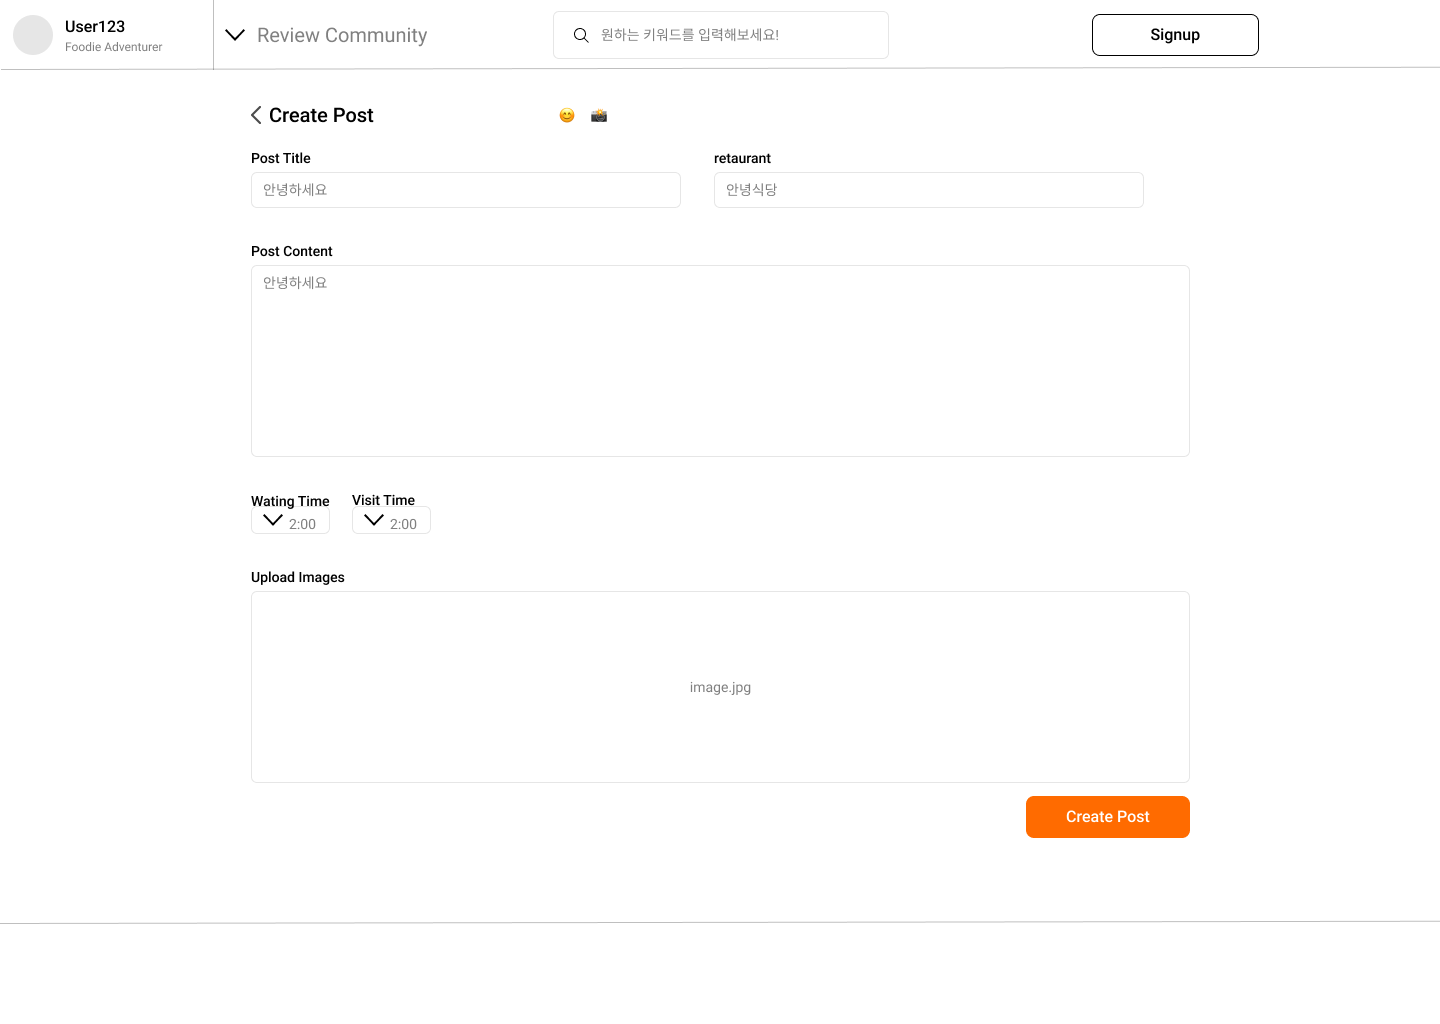 User123
Foodie Adventurer
Review Community
원하는 키워드를 입력해보세요!
Signup
Create Post
😊 📸
Post Title
안녕하세요
retaurant
안녕식당
Post Content
안녕하세요
Wating Time
2:00
Visit Time
2:00
Upload Images
image.jpg
Create Post